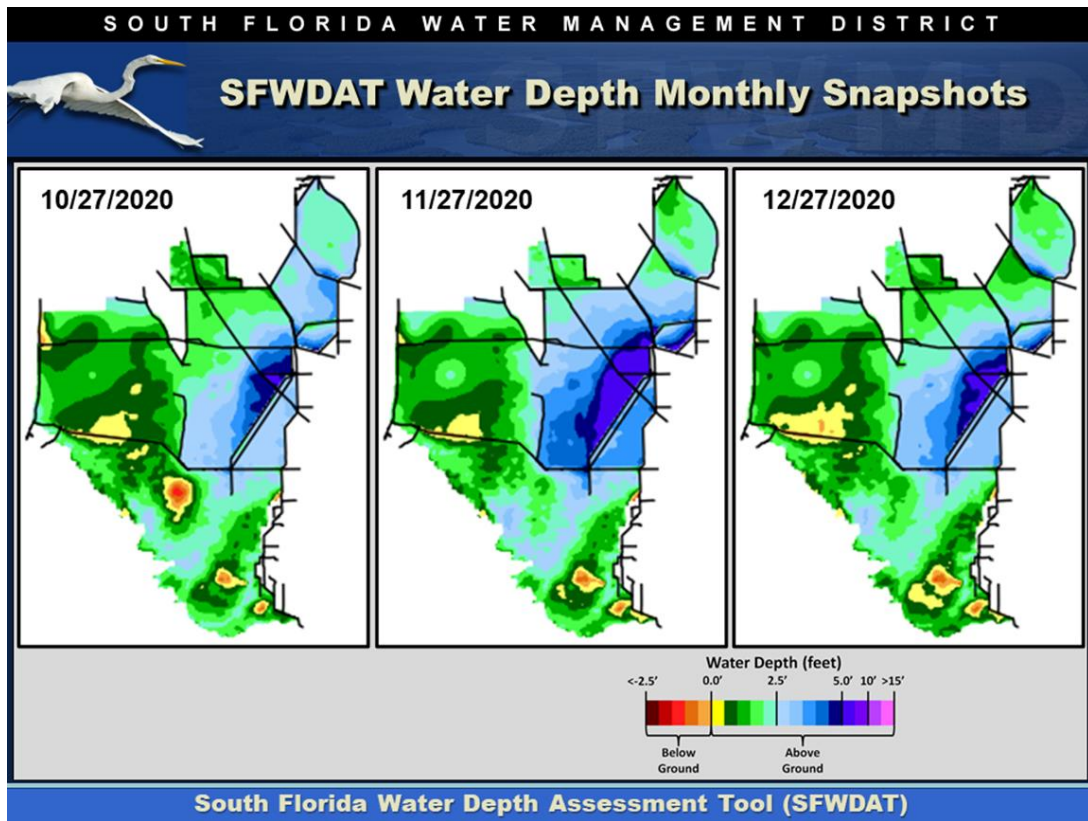 SOUTH FLORIDA WATER MANAGEMENT DISTRICT
SFWDAT Water Depth Monthly Snapshots
10/27/2020
11/27/2020
12/27/2020
Water Depth (feet)
<-2.5' 0.0' 2.5' 5.0' 10' >15'
Below Ground
Above Ground
South Florida Water Depth Assessment Tool (SFWDAT)